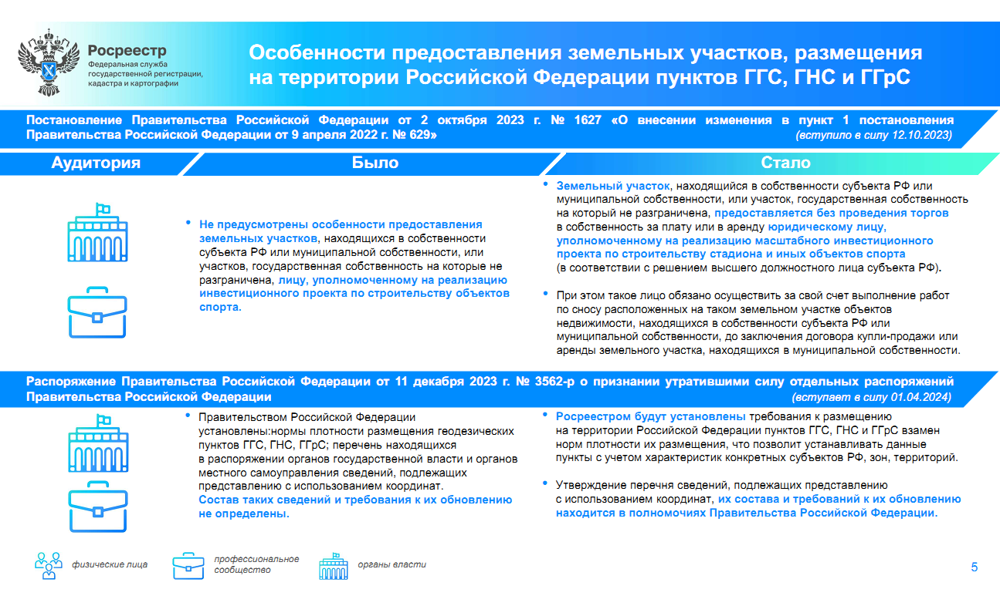 Росреестр
Федеральная служба
государственной регистрации,
кадастра и картографии
Особенности предоставления земельных участков, размещения
на территории Российской Федерации пунктов ГГС, ГНС и ГГрС
Постановление Правительства Российской Федерации от 2 октября 2023 г. № 1627 «О внесении изменения в пункт 1 постановления
Правительства Российской Федерации от 9 апреля 2022 г. № 629»
(вступило в силу 12.10.2023)
Аудитория
Было
Стало
• Не предусмотрены особенности предоставления
земельных участков, находящихся в собственности
субъекта РФ или муниципальной собственности, или
участков, государственная собственность на которые не
разграничена, лицу, уполномоченному на реализацию
инвестиционного проекта по строительству объектов
спорта.
• Земельный участок, находящийся в собственности субъекта РФ или
муниципальной собственности, или участок, государственная собственность
на который не разграничена, предоставляется без проведения торгов
в собственность за плату или в аренду юридическому лицу,
уполномоченному на реализацию масштабного инвестиционного
проекта по строительству стадиона и иных объектов спорта
(в соответствии с решением высшего должностного лица субъекта РФ).
• При этом такое лицо обязано осуществить за свой счет выполнение работ
по сносу расположенных на таком земельном участке объектов
недвижимости, находящихся в собственности субъекта РФ или
муниципальной собственности, до заключения договора купли-продажи или
аренды земельного участка, находящихся в муниципальной собственности.
Распоряжение Правительства Российской Федерации от 11 декабря 2023 г. № 3562-р о признании утратившими силу отдельных распоряжений
Правительства Российской Федерации
(вступает в силу 01.04.2024)
• Правительством Российской Федерации
установлены:нормы плотности размещения геодезических
пунктов ГГС, ГНС, ГГрС; перечень находящихся
в распоряжении органов государственной власти и органов
местного самоуправления сведений, подлежащих
представлению с использованием координат.
Состав таких сведений и требования к их обновлению
не определены.
• Росреестром будут установлены требования к размещению
на территории Российской Федерации пунктов ГГС, ГНС и ГГрС взамен
норм плотности их размещения, что позволит устанавливать данные
пункты с учетом характеристик конкретных субъектов РФ, зон, территорий.
• Утверждение перечня сведений, подлежащих представлению
с использованием координат, их состава и требований к их обновлению
находится в полномочиях Правительства Российской Федерации.
физические лица
профессиональное
сообщество
органы власти
5